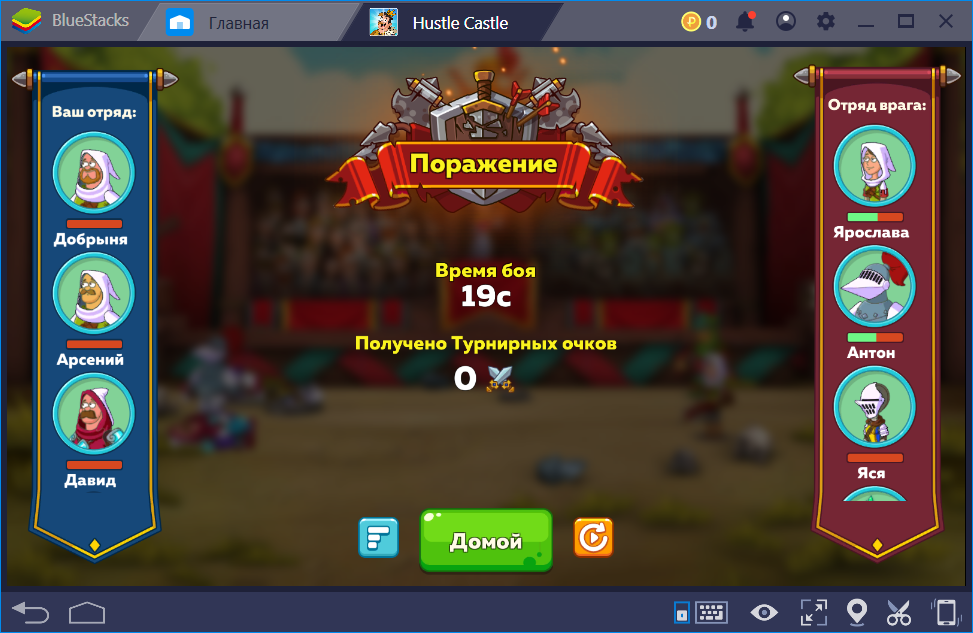 BlueStacks
Главная
Hustle Castle
P 0
Ваш отряд:
Добрыня
Арсений
Давид
Поражение
Время боя
19с
Получено Турнирных очков
0
Домой
Отряд врага:
Ярослава
Антон
Яся